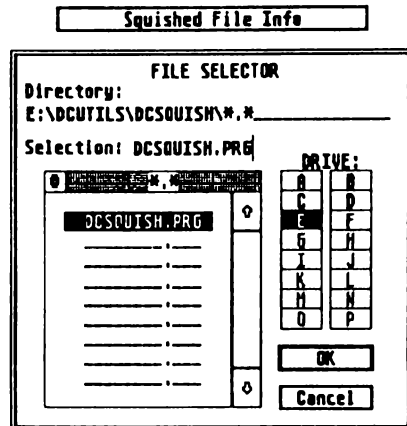 Squished File Info
FILE SELECTOR
Directory:
E:\DCUTILS\DCSQUISH\*.*
Selection: DCSQUISH.PRG
DRIVE:
*.*
DCSQUISH.PRG
A B
C D
E F
G H
I J
K L
M N
O P
OK
Cancel